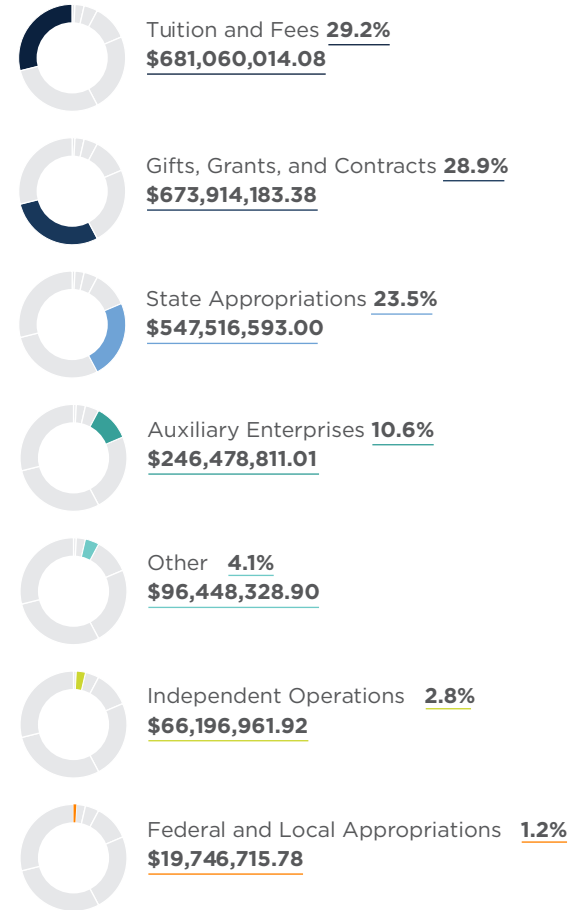 Tuition and Fees 29.2%
$681,060,014.08
Gifts, Grants, and Contracts 28.9%
$673,914,183.38
State Appropriations 23.5%
$547,516,593.00
Auxiliary Enterprises 10.6%
$246,478,811.01
Other 4.1%
$96,448,328.90
Independent Operations 2.8%
$66,196,961.92
Federal and Local Appropriations 1.2%
$19,746,715.78